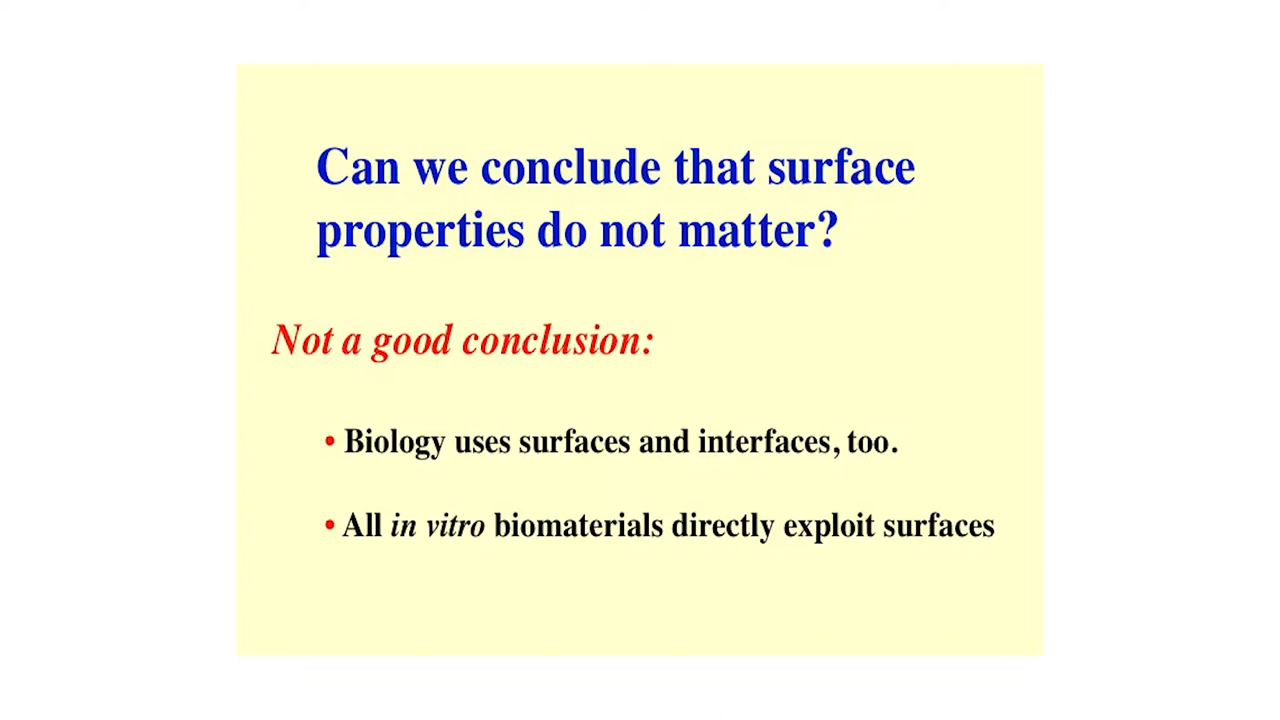 Can we conclude that surface
properties do not matter?
Not a good conclusion:
• Biology uses surfaces and interfaces, too.
• All in vitro biomaterials directly exploit surfaces